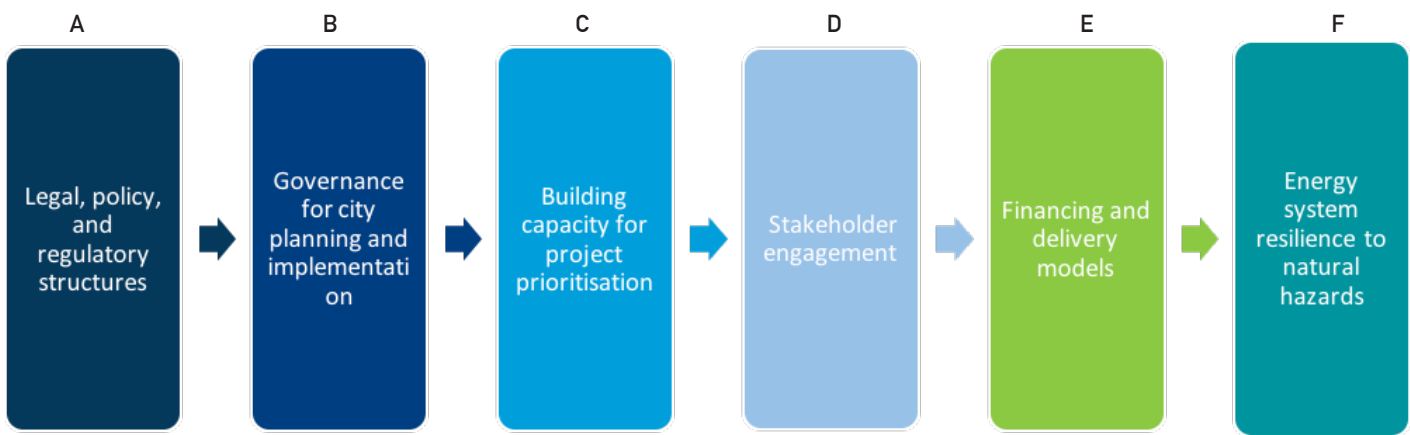 A
B
C
D
E
F
Legal, policy,
and
regulatory
structures
Governance
for city
planning and
implementati
on
Building
capacity for
project
prioritisation
Stakeholder
engagement
Financing and
delivery
models
Energy
system
resilience to
natural
hazards